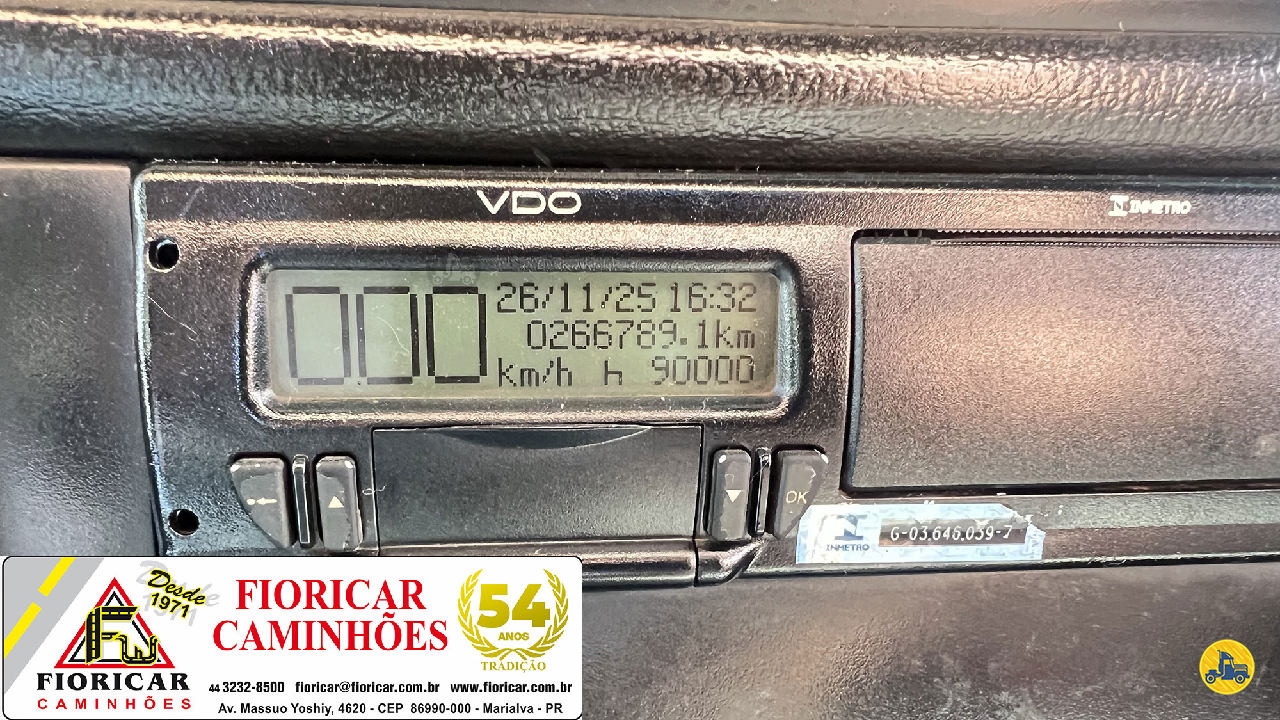 VDO
INMETRO
000
26/11/25 16:32
0266789.1km
km/h h 90000
OK
INMETRO
G-03.646.039-7
Desde
1971
FIORICAR
CAMINHÕES
FIORICAR
CAMINHÕES
54
ANOS
TRADIÇÃO
44 3232-8500 fioricar@fioricar.com.br www.fioricar.com.br
Av. Massuo Yoshiy, 4620 - CEP 86990-000 - Marialva - PR